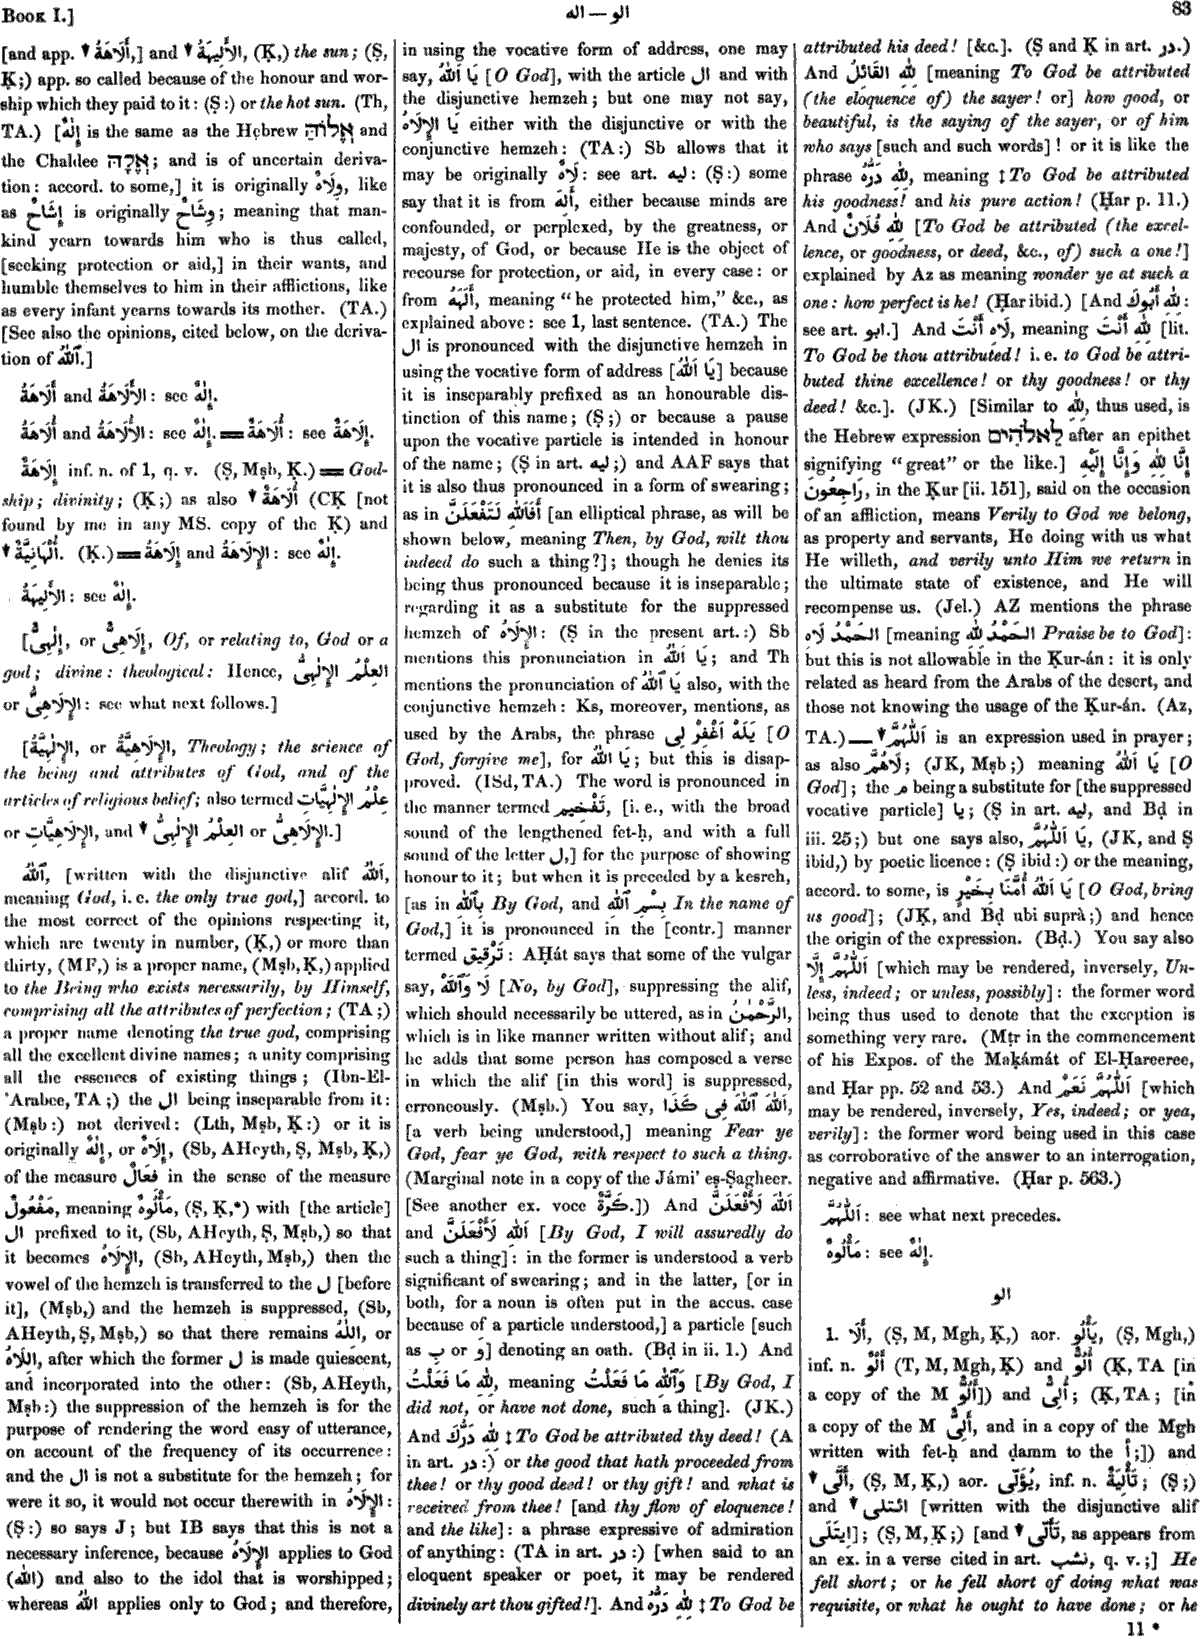 BOOK I.]
اله — الو
83
[and app. ↓ أَلَاهَةُ,] and ↓ الأَلِيهَةُ, (Ḳ,) the sun; (Ṣ,
Ḳ;) app. so called because of the honour and wor-
ship which they paid to it: (Ṣ:) or the hot sun. (Th,
TA.) [إِلٰهٌ is the same as the Hebrew אֱלוֹהַּ and
the Chaldee אֱלָהּ; and is of uncertain deriva-
tion: accord. to some,] it is originally وِلَاهٌ, like
as إِشَاحٌ is originally وِشَاحٌ; meaning that man-
kind yearn towards him who is thus called,
[seeking protection or aid,] in their wants, and
humble themselves to him in their afflictions, like
as every infant yearns towards its mother. (TA.)
[See also the opinions, cited below, on the deriva-
tion of اَللّٰهُ.]
أَلَاهَةُ and الأَلَاهَةُ: see إِلٰهٌ.
أُلَاهَةُ and الأُلَاهَةُ: see إِلٰهٌ. == أُلَاهَةٌ: see إِلَاهَةٌ.
إِلَاهَةٌ inf. n. of 1, q. v. (Ṣ, Mṣb, Ḳ.) == God-
ship; divinity; (Ḳ;) as also ↓ أُلَاهَةٌ (CḲ [not
found by me in any MS. copy of the Ḳ) and
↓ أُلْهَانِيَّةٌ. (Ḳ.) == إِلَاهَةُ and الإِلَاهَةُ: see إِلٰهٌ.
الأَلِيهَةُ: see إِلٰهٌ.
[إِلٰهِىٌّ, or إِلَاهِىٌّ, Of, or relating to, God or a
god; divine: theological: Hence, العِلْمُ الإِلٰهِىُّ
or الإِلَاهِىُّ: see what next follows.]
[الإِلٰهِيَّةُ, or الإِلَاهِيَّةُ, Theology; the science of
the being and attributes of God, and of the
articles of religious belief; also termed عِلْمُ الإِلٰهِيَّاتِ
or الإِلَاهِيَّاتِ, and ↓ العِلْمُ الإِلٰهِىُّ or الإِلَاهِىُّ.]
اَللّٰهُ, [written with the disjunctive alif اَللّٰهُ,
meaning God, i. e. the only true god,] accord. to
the most correct of the opinions respecting it,
which are twenty in number, (Ḳ,) or more than
thirty, (MF,) is a proper name, (Mṣb, Ḳ,) applied
to the Being who exists necessarily, by Himself,
comprising all the attributes of perfection; (TA;)
a proper name denoting the true god, comprising
all the excellent divine names; a unity comprising
all the essences of existing things; (Ibn-El-
'Arabee, TA;) the ال being inseparable from it:
(Mṣb:) not derived: (Lth, Mṣb, Ḳ:) or it is
originally إِلٰهٌ, or إِلَاهٌ, (Sb, AHeyth, Ṣ, Mṣb, Ḳ,)
of the measure فِعَالٌ in the sense of the measure
مَفْعُولٌ, meaning مَأْلُوهٌ, (Ṣ, Ḳ,*) with [the article]
ال prefixed to it, (Sb, AHeyth, Ṣ, Mṣb,) so that
it becomes الإِلَاهُ, (Sb, AHeyth, Mṣb,) then the
vowel of the hemzeh is transferred to the ل [before
it], (Mṣb,) and the hemzeh is suppressed, (Sb,
AHeyth, Ṣ, Mṣb,) so that there remains اللِٰهُ, or
اللِاهُ, after which the former ل is made quiescent,
and incorporated into the other: (Sb, AHeyth,
Mṣb:) the suppression of the hemzeh is for the
purpose of rendering the word easy of utterance,
on account of the frequency of its occurrence:
and the ال is not a substitute for the hemzeh; for
were it so, it would not occur therewith in الإِلَاهُ:
(Ṣ:) so says J; but IB says that this is not a
necessary inference, because الإِلَاهُ applies to God
(اللّٰه) and also to the idol that is worshipped;
whereas اللّٰهُ applies only to God; and therefore,
in using the vocative form of address, one may
say, يَا اَللّٰهُ [O God], with the article ال and with
the disjunctive hemzeh; but one may not say,
يَا الإِلَاهُ either with the disjunctive or with the
conjunctive hemzeh: (TA:) Sb allows that it
may be originally لَاهٌ: see art. ليه: (Ṣ:) some
say that it is from أَلِهَ, either because minds are
confounded, or perplexed, by the greatness, or
majesty, of God, or because He is the object of
recourse for protection, or aid, in every case: or
from أَلَهَهُ, meaning "he protected him," &c., as
explained above: see 1, last sentence. (TA.) The
ال is pronounced with the disjunctive hemzeh in
using the vocative form of address [يَا اَللّٰهُ] because
it is inseparably prefixed as an honourable dis-
tinction of this name; (Ṣ;) or because a pause
upon the vocative particle is intended in honour
of the name; (Ṣ in art. ليه;) and AAF says that
it is also thus pronounced in a form of swearing;
as in أَفَاَللّٰهِ لَتَفْعَلَنَّ [an elliptical phrase, as will be
shown below, meaning Then, by God, wilt thou
indeed do such a thing?]; though he denies its
being thus pronounced because it is inseparable;
regarding it as a substitute for the suppressed
hemzeh of الإِلَاهُ: (Ṣ in the present art.:) Sb
mentions this pronunciation in يَا اَللّٰهُ; and Th
mentions the pronunciation of يَا ٱللّٰهُ also, with the
conjunctive hemzeh: Ks, moreover, mentions, as
used by the Arabs, the phrase يَلَهْ اغْفِرْ لِى [O
God, forgive me], for يَا اللّٰهُ; but this is disap-
proved. (ISd, TA.) The word is pronounced in
the manner termed تَفْخِيم, [i. e., with the broad
sound of the lengthened fet-ḥ, and with a full
sound of the letter ل,] for the purpose of showing
honour to it; but when it is preceded by a kesreh,
[as in بِٱللّٰهِ By God, and بِسْمِ ٱللّٰهِ In the name of
God,] it is pronounced in the [contr.] manner
termed تَرْقِيق: AḤát says that some of the vulgar
say, لَا وَٱللّٰهْ [No, by God], suppressing the alif,
which should necessarily be uttered, as in الرَّحْمٰنُ,
which is in like manner written without alif; and
he adds that some person has composed a verse
in which the alif [in this word] is suppressed,
erroneously. (Mṣb.) You say, اَللّٰهَ ٱللّٰهَ فِى كَذَا,
[a verb being understood,] meaning Fear ye
God, fear ye God, with respect to such a thing.
(Marginal note in a copy of the Jámi' eṣ-Ṣagheer.
[See another ex. voce كَرَّةٌ.]) And اَللّٰهَ لَأَفْعَلَنَّ
and اَللّٰهِ لَأَفْعَلَنَّ [By God, I will assuredly do
such a thing]: in the former is understood a verb
significant of swearing; and in the latter, [or in
both, for a noun is often put in the accus. case
because of a particle understood,] a particle [such
as بِ or وَ] denoting an oath. (Bḍ in ii. 1.) And
لِلّٰهِ مَا فَعَلْتُ, meaning وَٱللّٰهِ مَا فَعَلْتُ [By God, I
did not, or have not done, such a thing]. (JK.)
And لِلّٰهِ دَرُّكَ ‡ To God be attributed thy deed! (A
in art. در:) or the good that hath proceeded from
thee! or thy good deed! or thy gift! and what is
received from thee! [and thy flow of eloquence!
and the like]: a phrase expressive of admiration
of anything: (TA in art. در:) [when said to an
eloquent speaker or poet, it may be rendered
divinely art thou gifted!]. And لِلّٰهِ دَرُّهُ ‡ To God be
attributed his deed! [&c.]. (Ṣ and Ḳ in art. در.)
And لِلّٰهِ القَائِلُ [meaning To God be attributed
(the eloquence of) the sayer! or] how good, or
beautiful, is the saying of the sayer, or of him
who says [such and such words]! or it is like the
phrase لِلّٰهِ دَرُّهُ, meaning ‡ To God be attributed
his goodness! and his pure action! (Ḥar p. 11.)
And لِلّٰهِ فُلَانٌ [To God be attributed (the excel-
lence, or goodness, or deed, &c., of) such a one!]
explained by Az as meaning wonder ye at such a
one: how perfect is he! (Ḥar ibid.) [And لِلّٰهِ أَبُوكَ:
see art. ابو.] And لَاهِ أَنْتَ, meaning لِلّٰهِ أَنْتَ [lit.
To God be thou attributed! i. e. to God be attri-
buted thine excellence! or thy goodness! or thy
deed! &c.]. (JK.) [Similar to لِلّٰهِ, thus used, is
the Hebrew expression לֵאלֹהִים after an epithet
signifying "great" or the like.] إِنَّا لِلّٰهِ وَإِنَّا إِلَيْهِ
رَاجِعُونَ, in the Ḳur [ii. 151], said on the occasion
of an affliction, means Verily to God we belong,
as property and servants, He doing with us what
He willeth, and verily unto Him we return in
the ultimate state of existence, and He will
recompense us. (Jel.) AZ mentions the phrase
الحَمْدُ لَاهِ [meaning الحَمْدُ لِلّٰهِ Praise be to God]:
but this is not allowable in the Ḳur-án: it is only
related as heard from the Arabs of the desert, and
those not knowing the usage of the Ḳur-án. (Az,
TA.) — ↓ اَللّٰهُمَّ is an expression used in prayer;
as also لَاهُمَّ; (JK, Mṣb;) meaning يَا اَللّٰهُ [O
God]; the م being a substitute for [the suppressed
vocative particle] يا; (Ṣ in art. ليه, and Bḍ in
iii. 25;) but one says also, يَا اَللّٰهُمَّ, (JK, and Ṣ
ibid,) by poetic licence: (Ṣ ibid:) or the meaning,
accord. to some, is يَا اَللّٰهُ أُمَّنَا بِخَيْرٍ [O God, bring
us good]; (JḲ, and Bḍ ubi suprà;) and hence
the origin of the expression. (Bḍ.) You say also
اَللّٰهُمَّ إِلَّا [which may be rendered, inversely, Un-
less, indeed; or unless, possibly]: the former word
being thus used to denote that the exception is
something very rare. (Mṭr in the commencement
of his Expos. of the Maḳámát of El-Ḥareeree,
and Ḥar pp. 52 and 53.) And اَللّٰهُمَّ نَعَمْ [which
may be rendered, inversely, Yes, indeed; or yea,
verily]: the former word being used in this case
as corroborative of the answer to an interrogation,
negative and affirmative. (Ḥar p. 563.)
اَللّٰهُمَّ: see what next precedes.
مَأْلُوهٌ: see إِلٰهٌ.
الو
1. أَلَا, (Ṣ, M, Mgh, Ḳ,) aor. يَأْلُو, (Ṣ, Mgh,)
inf. n. أَلْوٌ (T, M, Mgh, Ḳ) and أُلُوٌّ (Ḳ, TA [in
a copy of the M أَلُوٌّ]) and أُلِىٌّ; (Ḳ, TA; [in
a copy of the M أَلِىٌّ, and in a copy of the Mgh
written with fet-ḥ and ḍamm to the أ;]) and
↓ أَلَّى, (Ṣ, M, Ḳ,) aor. يُؤَلِّى, inf. n. تَأْلِيَةٌ; (Ṣ;)
and ↓ ائتلى [written with the disjunctive alif
إِيتَلَى]; (Ṣ, M, Ḳ;) [and ↓ تَأَلَّى, as appears from
an ex. in a verse cited in art. نشب, q. v.;] He
fell short; or he fell short of doing what was
requisite, or what he ought to have done; or he
11 *